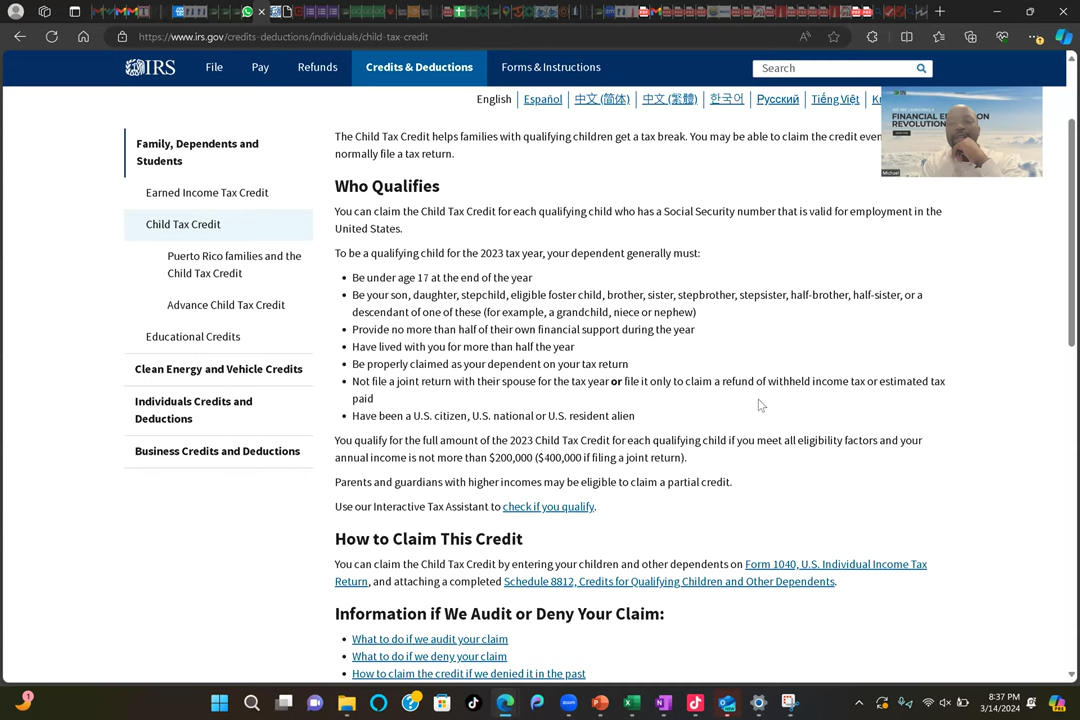 https://www.irs.gov/credits-deductions/individuals/child-tax-credit
IRS
File
Pay
Refunds
Credits & Deductions
Forms & Instructions
Search
English
Español
中文 (简体)
中文 (繁體)
한국어
Русский
Tiếng Việt
FINANCIAL
ON
REVOLUTION
Michael
Family, Dependents and
Students
Earned Income Tax Credit
Child Tax Credit
Puerto Rico families and the
Child Tax Credit
Advance Child Tax Credit
Educational Credits
Clean Energy and Vehicle Credits
Individuals Credits and
Deductions
Business Credits and Deductions
The Child Tax Credit helps families with qualifying children get a tax break. You may be able to claim the credit even
normally file a tax return.
Who Qualifies
You can claim the Child Tax Credit for each qualifying child who has a Social Security number that is valid for employment in the
United States.
To be a qualifying child for the 2023 tax year, your dependent generally must:
• Be under age 17 at the end of the year
• Be your son, daughter, stepchild, eligible foster child, brother, sister, stepbrother, stepsister, half-brother, half-sister, or a
descendant of one of these (for example, a grandchild, niece or nephew)
• Provide no more than half of their own financial support during the year
• Have lived with you for more than half the year
• Be properly claimed as your dependent on your tax return
• Not file a joint return with their spouse for the tax year or file it only to claim a refund of withheld income tax or estimated tax
paid
• Have been a U.S. citizen, U.S. national or U.S. resident alien
You qualify for the full amount of the 2023 Child Tax Credit for each qualifying child if you meet all eligibility factors and your
annual income is not more than $200,000 ($400,000 if filing a joint return).
Parents and guardians with higher incomes may be eligible to claim a partial credit.
Use our Interactive Tax Assistant to check if you qualify.
How to Claim This Credit
You can claim the Child Tax Credit by entering your children and other dependents on Form 1040, U.S. Individual Income Tax
Return, and attaching a completed Schedule 8812, Credits for Qualifying Children and Other Dependents.
Information if We Audit or Deny Your Claim:
• What to do if we audit your claim
• What to do if we deny your claim
• How to claim the credit if we denied it in the past
8:37 PM
3/14/2024